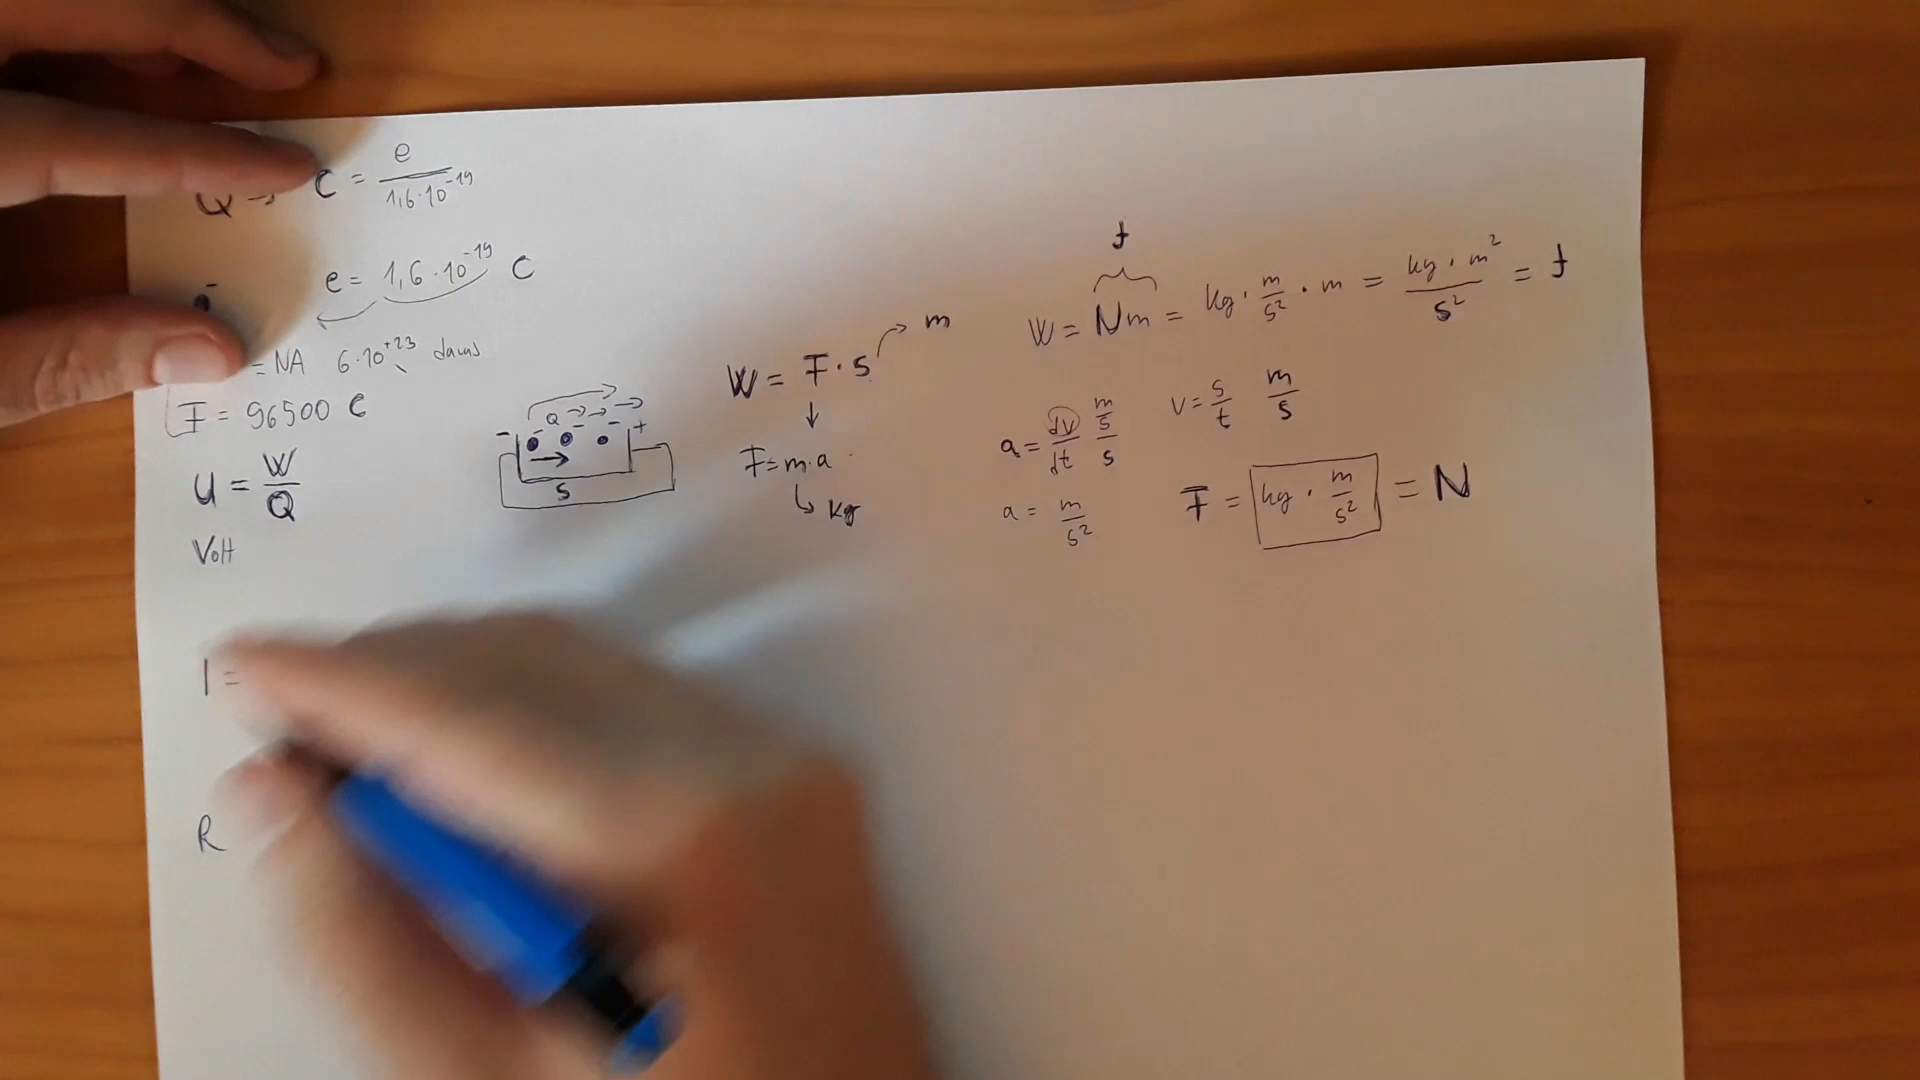 Q → C = e / 1,6·10⁻¹⁹
e = 1,6·10⁻¹⁹ C
= NA 6·10⁺²³
F = 96500 C
U = W / Q
Volt
I =
R
- Q → → → +
- - -
S
W = F · s → m
↓
F = m·a
↳ kg
J
W = Nm = kg · m/s² · m = kg · m² / s² = J
a = dv/dt m/s / s
v = s/t m/s
a = m/s²
F = kg · m/s² = N